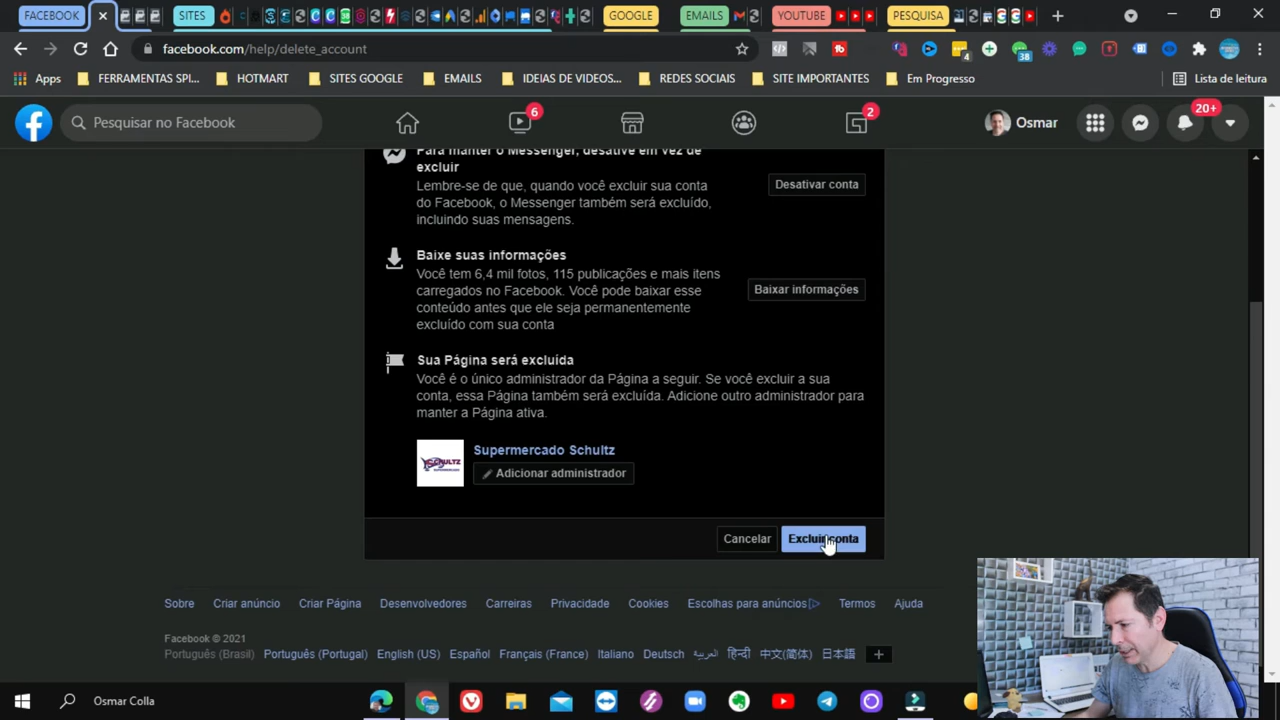 FACEBOOK
SITES
GOOGLE
EMAILS
YOUTUBE
PESQUISA
facebook.com/help/delete_account
4
38
Apps
FERRAMENTAS SPI...
HOTMART
SITES GOOGLE
EMAILS
IDEIAS DE VIDEOS...
REDES SOCIAIS
SITE IMPORTANTES
Em Progresso
Lista de leitura
Pesquisar no Facebook
6
2
Osmar
20+
Para manter o Messenger, desative em vez de
excluir
Lembre-se de que, quando você excluir sua conta
do Facebook, o Messenger também será excluído,
incluindo suas mensagens.
Desativar conta
Baixe suas informações
Você tem 6,4 mil fotos, 115 publicações e mais itens
carregados no Facebook. Você pode baixar esse
conteúdo antes que ele seja permanentemente
excluído com sua conta
Baixar informações
Sua Página será excluída
Você é o único administrador da Página a seguir. Se você excluir a sua
conta, essa Página também será excluída. Adicione outro administrador para
manter a Página ativa.
SCHULTZ
Supermercado Schultz
Adicionar administrador
Cancelar
Excluir conta
Sobre
Criar anúncio
Criar Página
Desenvolvedores
Carreiras
Privacidade
Cookies
Escolhas para anúncios
Termos
Ajuda
Facebook © 2021
Português (Brasil)
Português (Portugal)
English (US)
Español
Français (France)
Italiano
Deutsch
العربية
हिन्दी
中文(简体)
日本語
Osmar Colla